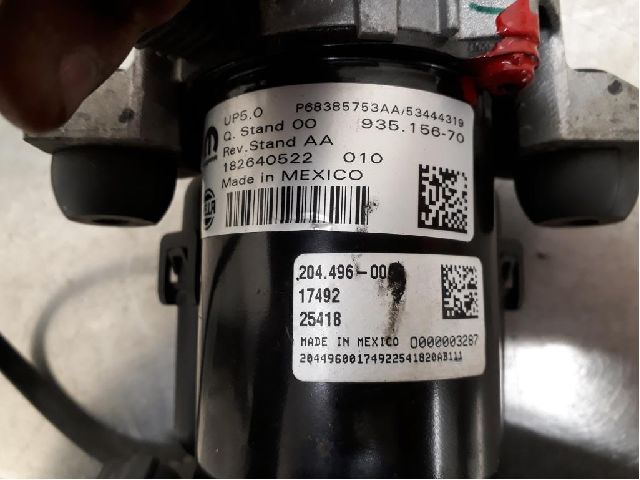 UP5.0 P68385753AA/53444319
Q. Stand 00 935.156-70
Rev.Stand AA
182640522 010
Made in MEXICO
204.496-00
17492
25418
MADE IN MEXICO 0000003287
20449600174922541820AB111